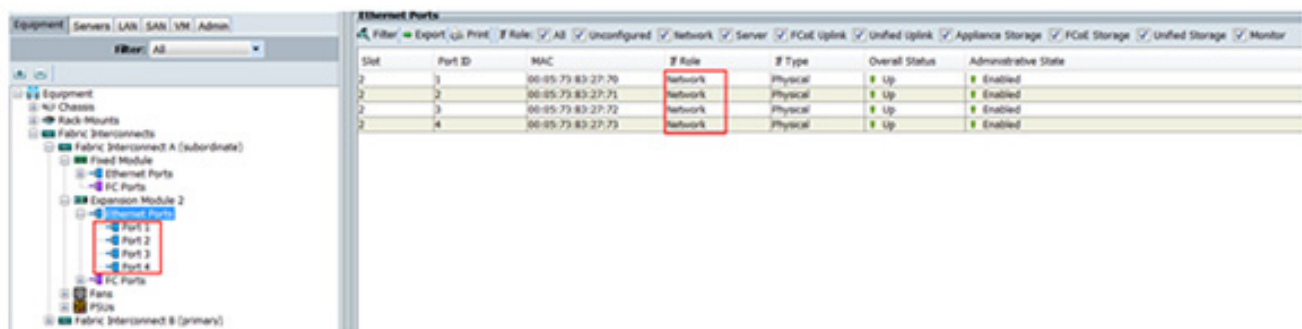 Equipment Servers LAN SAN VM Admin
Filter: All
Equipment
Chassis
Rack-Mounts
Fabric Interconnects
Fabric Interconnect A (subordinate)
Fixed Module
Ethernet Ports
FC Ports
Expansion Module 2
Ethernet Ports
Port 1
Port 2
Port 3
Port 4
FC Ports
Fans
PSUs
Fabric Interconnect B (primary)
Ethernet Ports
Filter Export Print If Role: All Unconfigured Network Server FCoE Uplink Unified Uplink Appliance Storage FCoE Storage Unified Storage Monitor
Slot Port ID MAC If Role If Type Overall Status Administrative State
2 1 00:05:73:83:27:70 Network Physical Up Enabled
2 2 00:05:73:83:27:71 Network Physical Up Enabled
2 3 00:05:73:83:27:72 Network Physical Up Enabled
2 4 00:05:73:83:27:73 Network Physical Up Enabled